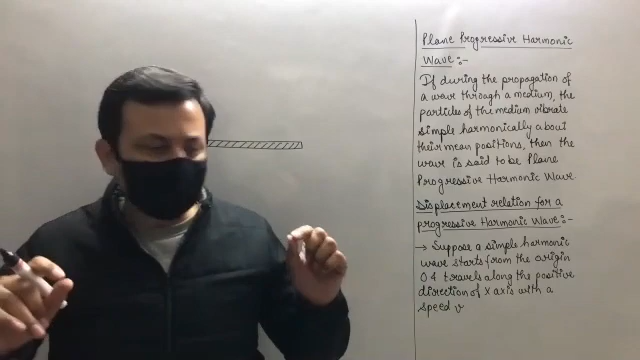 Plane Progressive Harmonic
Wave :-
If during the propagation of
a wave through a medium, the
particles of the medium vibrate
simple harmonically about
their mean positions, then the
wave is said to be Plane
Progressive Harmonic Wave.
Displacement relation for a
progressive Harmonic Wave :-
→ Suppose a simple harmonic
wave starts from the origin
O & travels along the positive
direction of X axis with a
speed v